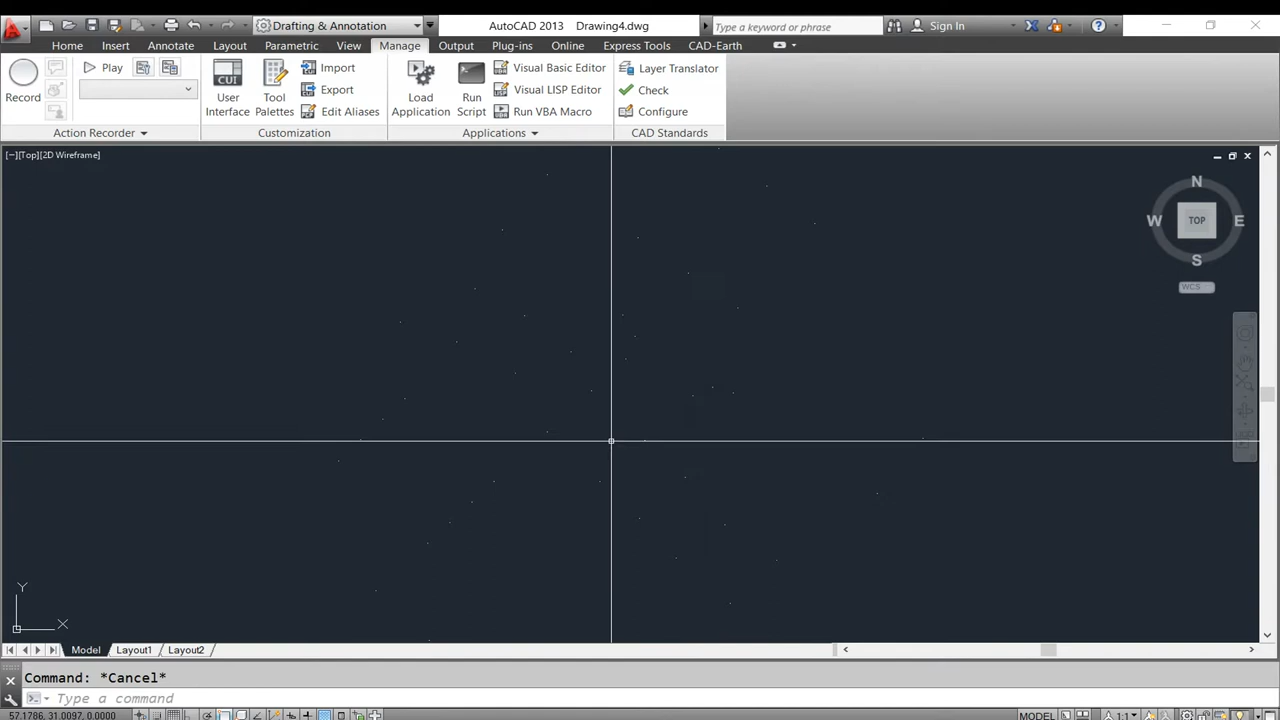 Drafting & Annotation
AutoCAD 2013 Drawing4.dwg
Type a keyword or phrase
Sign In
Home Insert Annotate Layout Parametric View Manage Output Plug-ins Online Express Tools CAD-Earth
Record
Play
Action Recorder
CUI
User Interface
Tool Palettes
Import
Export
Edit Aliases
Customization
Load Application
Run Script
Visual Basic Editor
Visual LISP Editor
Run VBA Macro
Applications
Layer Translator
Check
Configure
CAD Standards
[−][Top][2D Wireframe]
N
W TOP E
S
WCS
Y
X
Model Layout1 Layout2
Command: *Cancel*
Type a command
57.1786, 31.0097, 0.0000
MODEL
1:1